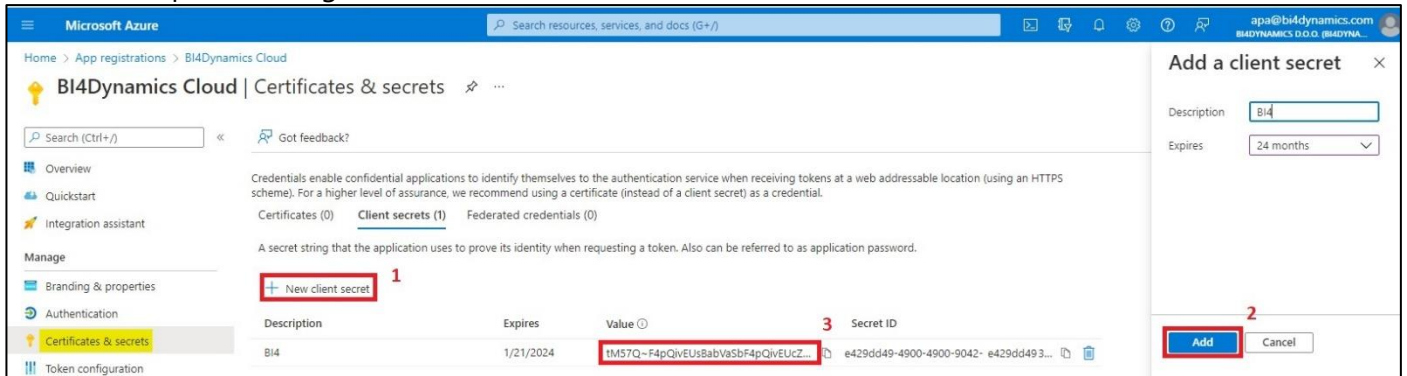 Microsoft Azure
Search resources, services, and docs (G+/)
apa@bi4dynamics.com
BI4DYNAMICS D.O.O. (BI4DYNA...
Home > App registrations > BI4Dynamics Cloud
BI4Dynamics Cloud | Certificates & secrets
Search (Ctrl+/)
Overview
Quickstart
Integration assistant
Manage
Branding & properties
Authentication
Certificates & secrets
Token configuration
Got feedback?
Credentials enable confidential applications to identify themselves to the authentication service when receiving tokens at a web addressable location (using an HTTPS
scheme). For a higher level of assurance, we recommend using a certificate (instead of a client secret) as a credential.
Certificates (0) Client secrets (1) Federated credentials (0)
A secret string that the application uses to prove its identity when requesting a token. Also can be referred to as application password.
+ New client secret 1
Description Expires Value 3 Secret ID
BI4 1/21/2024 tM57Q~F4pQivEUsBabVaSbF4pQivEUcZ... e429dd49-4900-4900-9042- e429dd493...
Add a client secret
Description BI4
Expires 24 months
2
Add Cancel